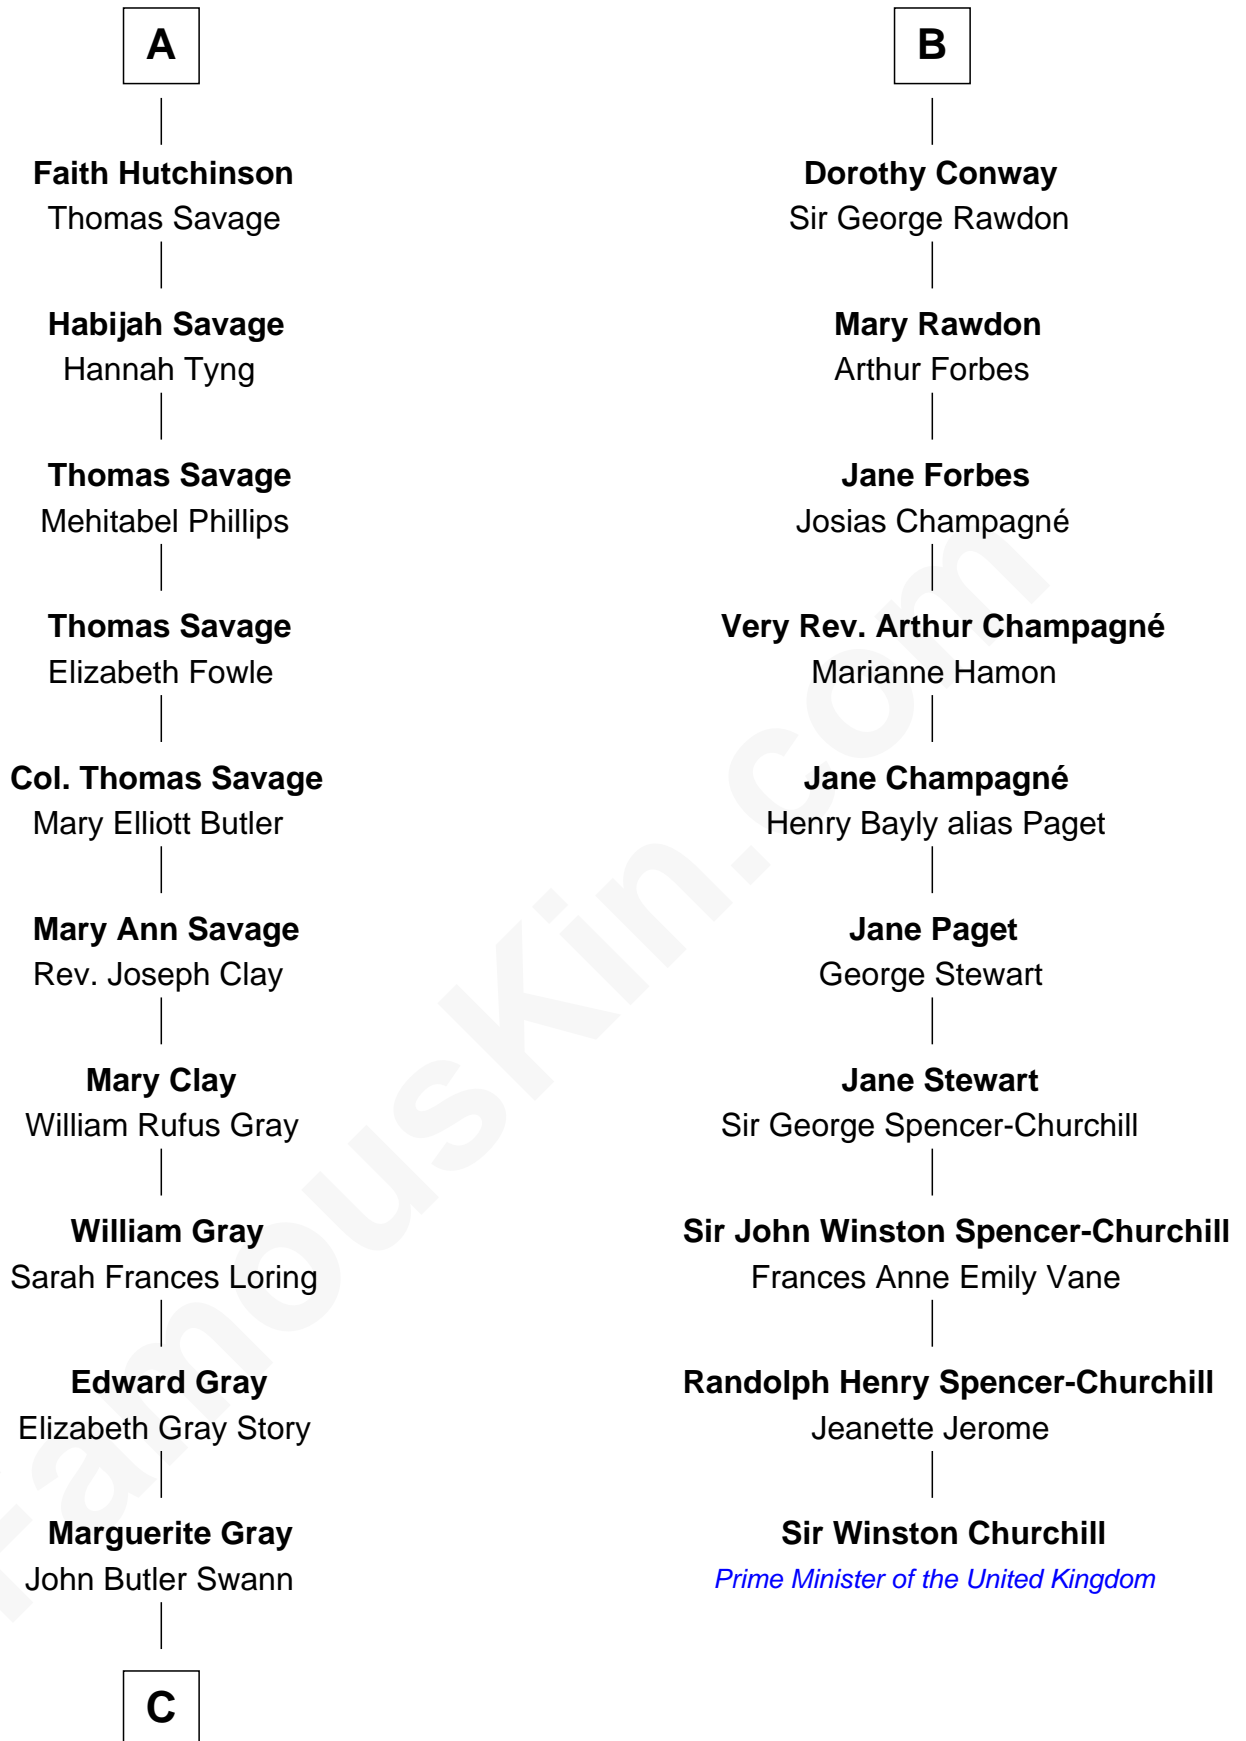 A
Faith Hutchinson
Thomas Savage
Habijah Savage
Hannah Tyng
Thomas Savage
Mehitabel Phillips
Thomas Savage
Elizabeth Fowle
Col. Thomas Savage
Mary Elliott Butler
Mary Ann Savage
Rev. Joseph Clay
Mary Clay
William Rufus Gray
William Gray
Sarah Frances Loring
Edward Gray
Elizabeth Gray Story
Marguerite Gray
John Butler Swann
C
B
Dorothy Conway
Sir George Rawdon
Mary Rawdon
Arthur Forbes
Jane Forbes
Josias Champagné
Very Rev. Arthur Champagné
Marianne Hamon
Jane Champagné
Henry Bayly alias Paget
Jane Paget
George Stewart
Jane Stewart
Sir George Spencer-Churchill
Sir John Winston Spencer-Churchill
Frances Anne Emily Vane
Randolph Henry Spencer-Churchill
Jeanette Jerome
Sir Winston Churchill
Prime Minister of the United Kingdom
FamousKin.com